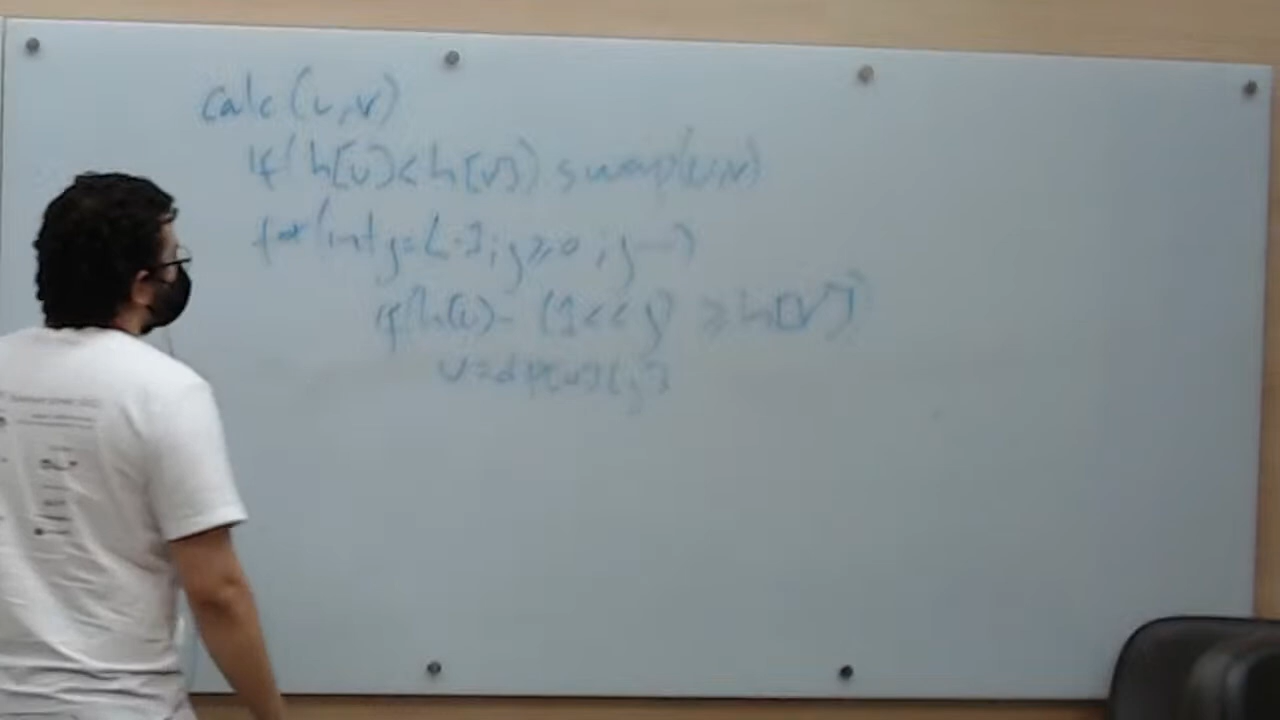 calc(u,v)
if(h[u]<h[v]) swap(u,v)
for(int j=L-1;j>=0;j--)
if(h[u]-(1<<j)≥h[v])
u=dp[u][j]